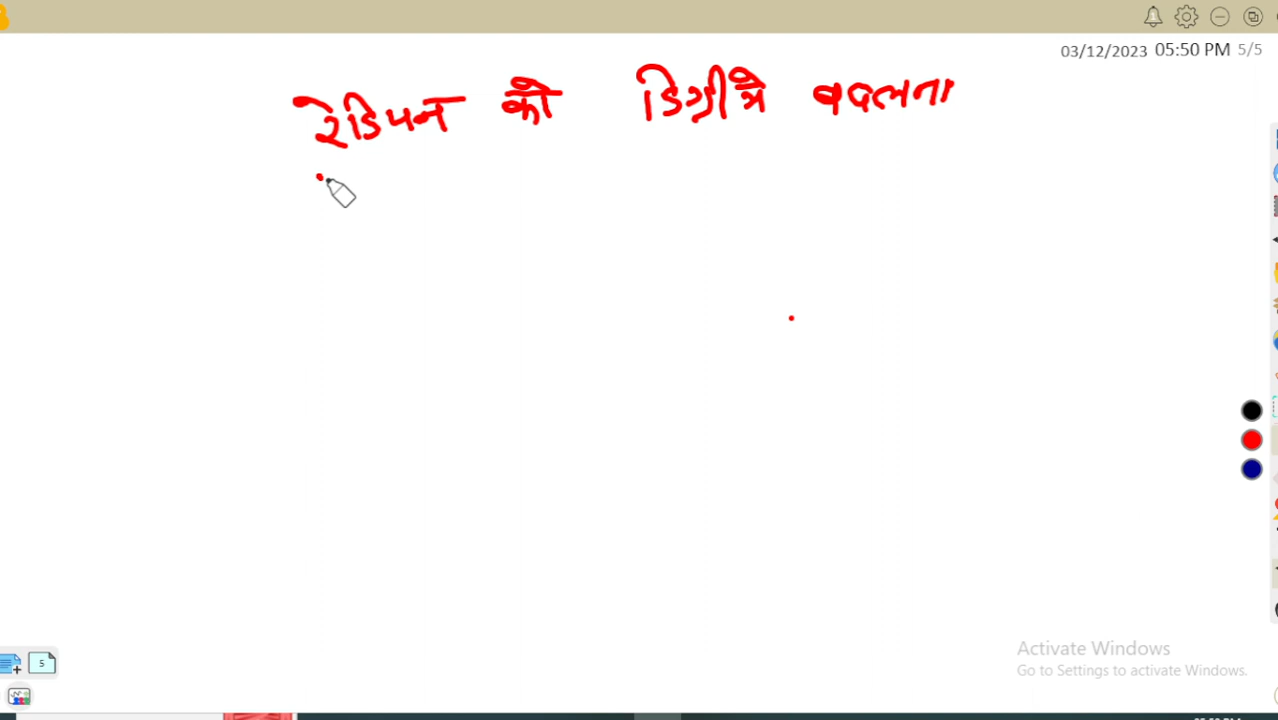 03/12/2023 05:50 PM 5/5
रेडियन को डिग्री मे बदलना
Activate Windows
Go to Settings to activate Windows.
5